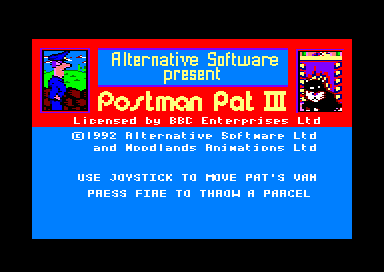 Alternative Software
present
Postman Pat III
Licensed by BBC Enterprises Ltd
©1992 Alternative Software Ltd
and Woodlands Animations Ltd
USE JOYSTICK TO MOVE PAT'S VAN
PRESS FIRE TO THROW A PARCEL